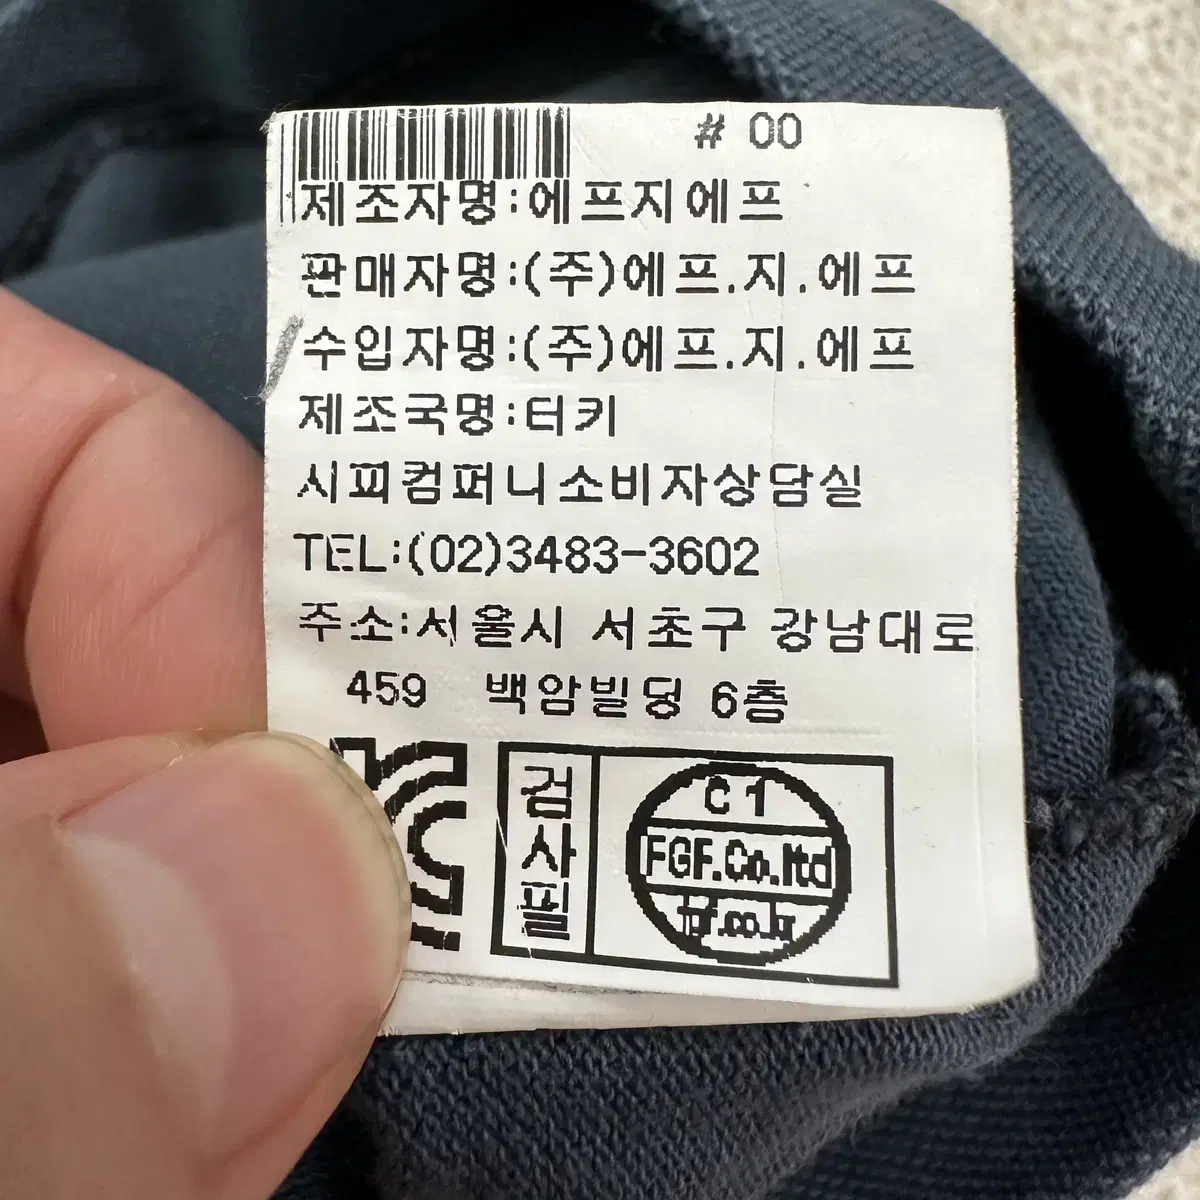 # 00
제조자명:에프지에프
판매자명:(주)에프.지.에프
수입자명:(주)에프.지.에프
제조국명:터키
시피컴퍼니소비자상담실
TEL:(02)3483-3602
주소:서울시 서초구 강남대로
459 백암빌딩 6층
검사필
C1
FGF.Co.ltd